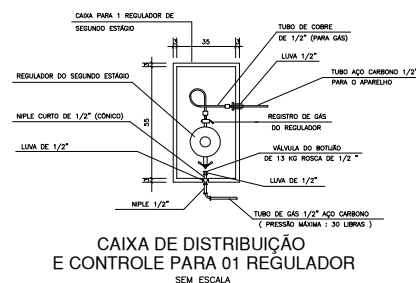 CAIXA PARA 1 REGULADOR DE
SEGUNDO ESTÁGIO
35
TUBO DE COBRE
DE 1/2" (PARA GÁS)
LUVA 1/2"
TUBO AÇO CARBONO 1/2"
PARA O APARELHO
REGULADOR DO SEGUNDO ESTÁGIO
55
REGISTRO DE GÁS
DO REGULADOR
NIPLE CURTO DE 1/2" (CÔNICO)
VÁLVULA DO BOTIJÃO
DE 13 KG ROSCA DE 1/2 "
LUVA DE 1/2"
LUVA DE 1/2"
NIPLE 1/2"
TUBO DE GÁS 1/2" AÇO CARBONO
( PRESSÃO MÁXIMA : 30 LIBRAS )
CAIXA DE DISTRIBUIÇÃO
E CONTROLE PARA 01 REGULADOR
SEM ESCALA